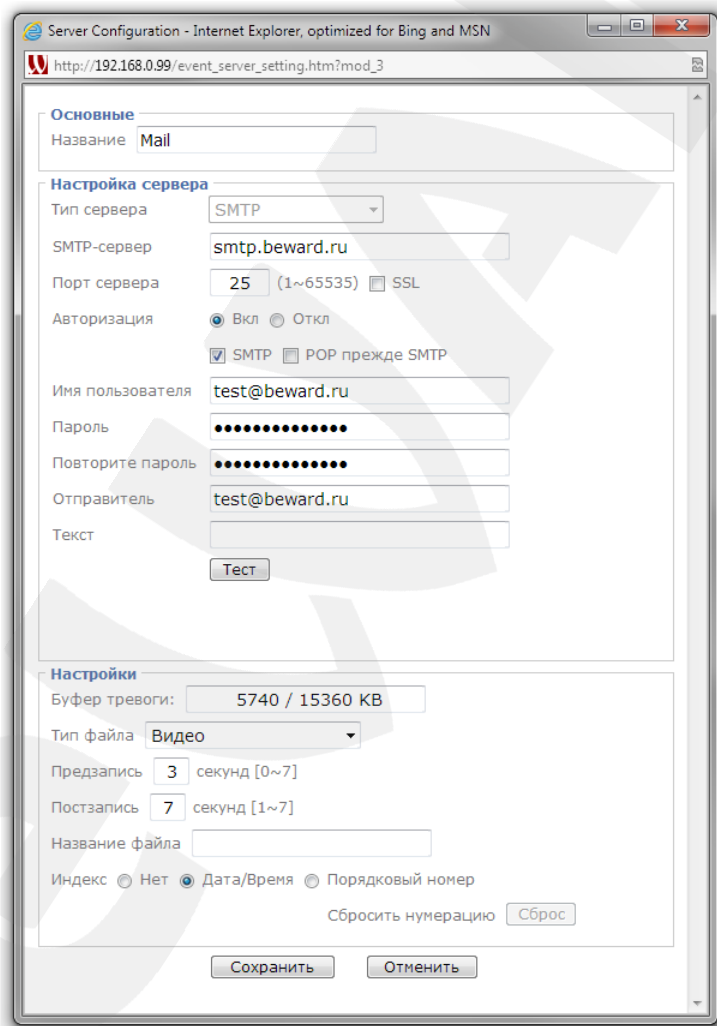 Server Configuration - Internet Explorer, optimized for Bing and MSN
http://192.168.0.99/event_server_setting.htm?mod_3
Основные
Название Mail
Настройка сервера
Тип сервера SMTP
SMTP-сервер smtp.beward.ru
Порт сервера 25 (1~65535) SSL
Авторизация Вкл Откл
SMTP POP прежде SMTP
Имя пользователя test@beward.ru
Пароль ••••••••••••••
Повторите пароль ••••••••••••••
Отправитель test@beward.ru
Текст
Тест
Настройки
Буфер тревоги: 5740 / 15360 KB
Тип файла Видео
Предзапись 3 секунд [0~7]
Постзапись 7 секунд [1~7]
Название файла
Индекс Нет Дата/Время Порядковый номер
Сбросить нумерацию Сброс
Сохранить Отменить